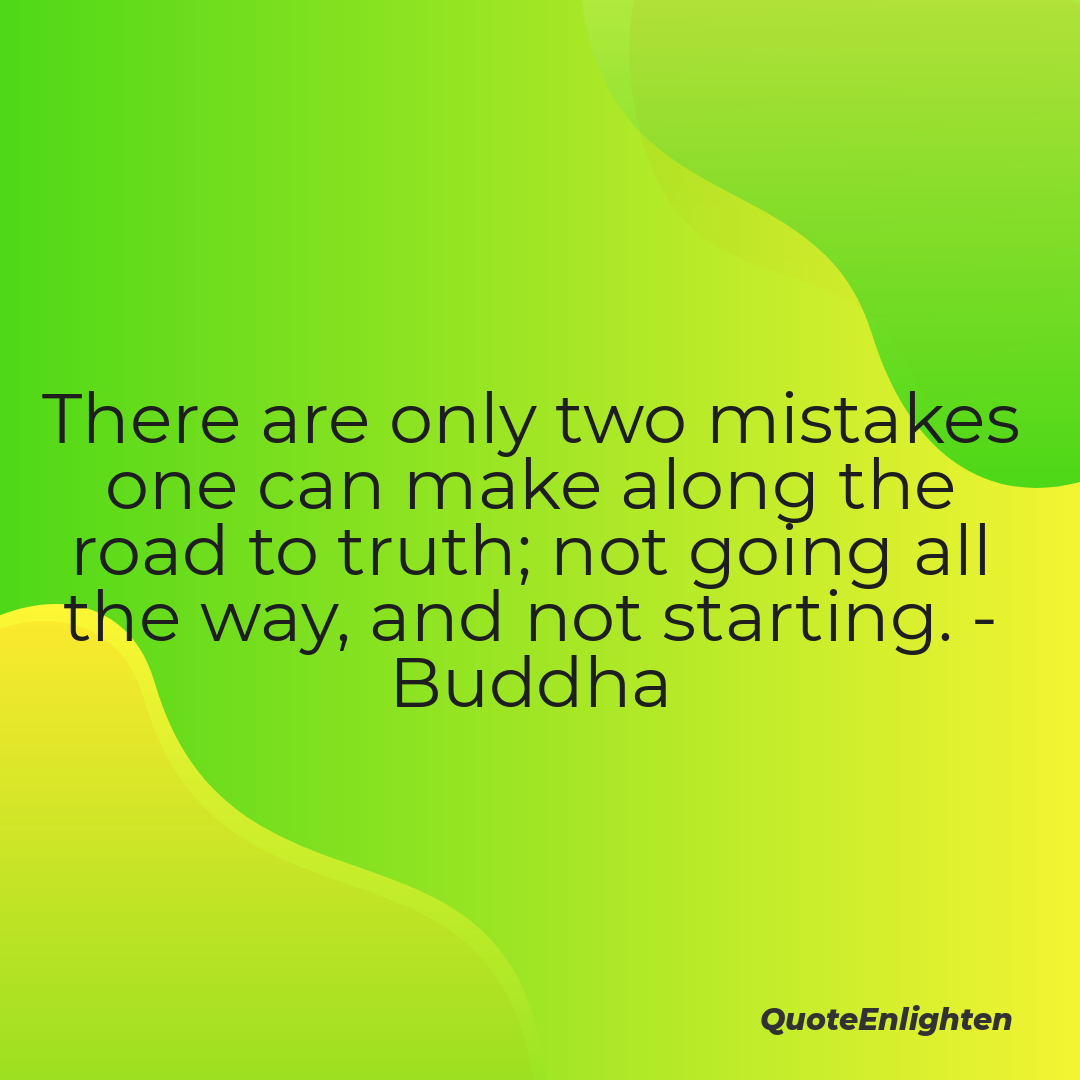 There are only two mistakes
one can make along the
road to truth; not going all
the way, and not starting. -
Buddha
QuoteEnlighten